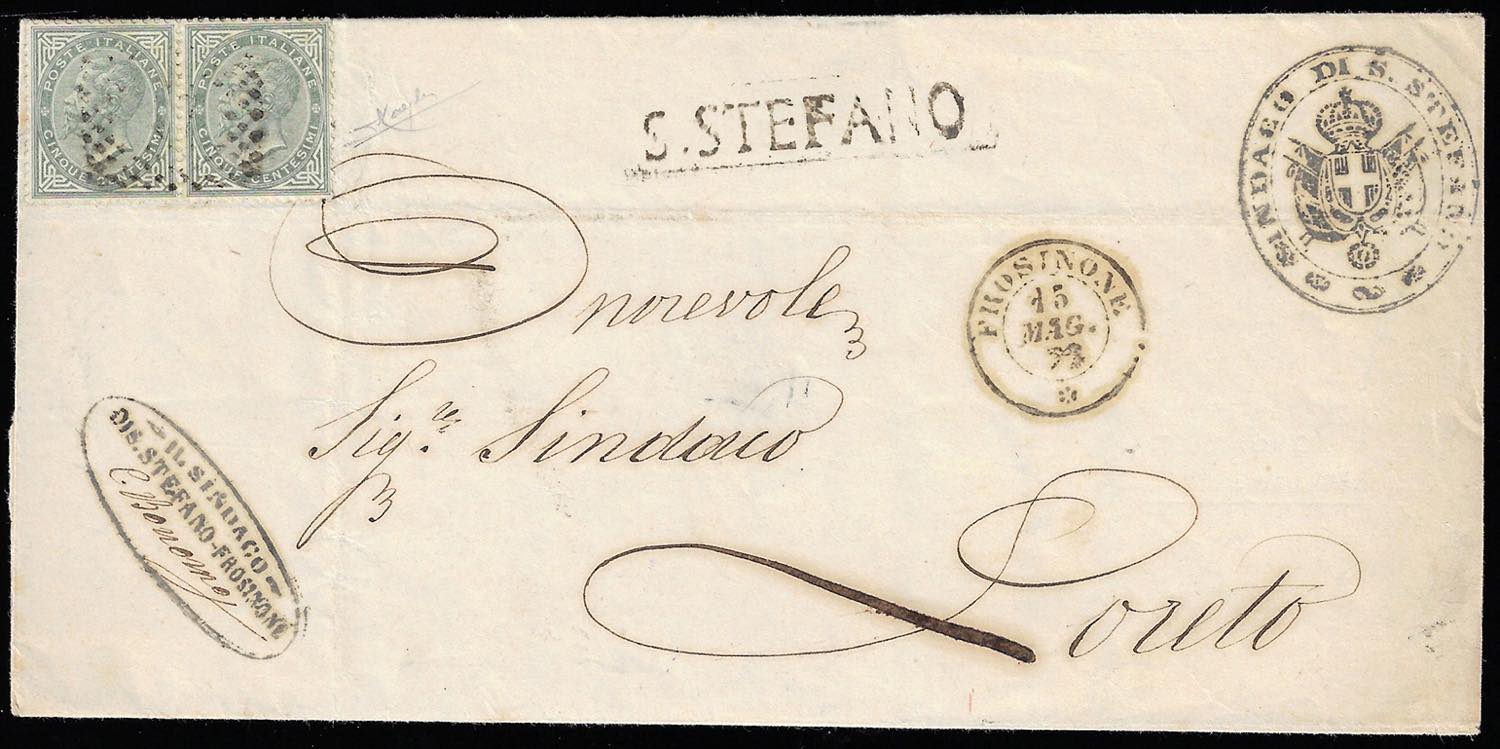 POSTE ITALIANE
CINQUE CENTESIMI
POSTE ITALIANE
CINQUE CENTESIMI
S. STEFANO
SINDACO DI S. STEFANO
Onorevole
FROSINONE
15
MAG.
Sig.re Sindaco
IL SINDACO
DI S. STEFANO-FROSINONE
Loreto